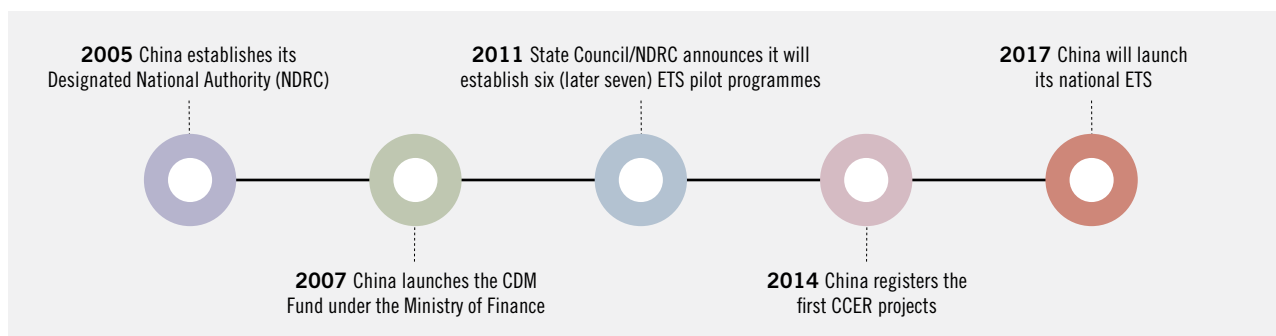 2005 China establishes its
Designated National Authority (NDRC)
2007 China launches the CDM
Fund under the Ministry of Finance
2011 State Council/NDRC announces it will
establish six (later seven) ETS pilot programmes
2014 China registers the
first CCER projects
2017 China will launch
its national ETS